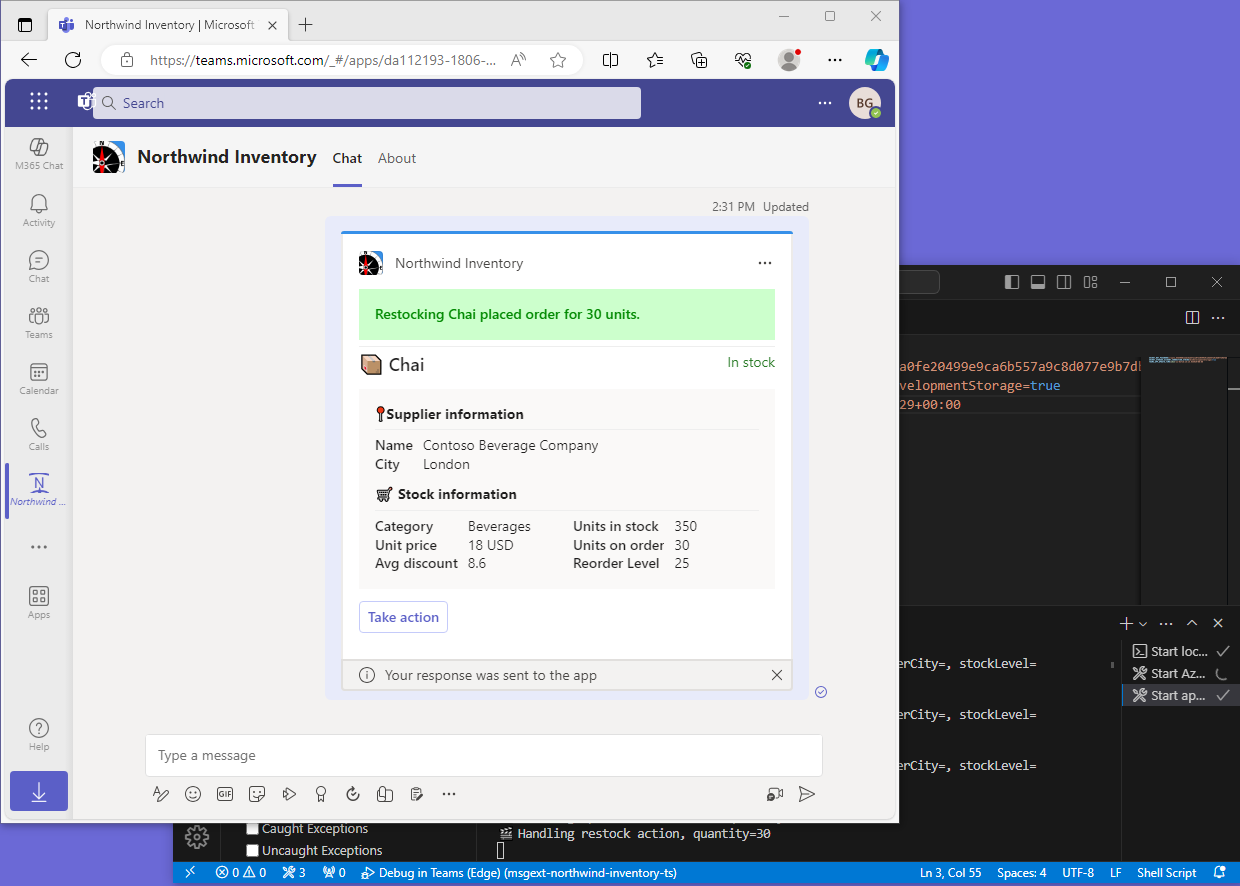 Northwind Inventory | Microsoft
https://teams.microsoft.com/_#/apps/da112193-1806-...
Search
BG
M365 Chat
Activity
Chat
Teams
Calendar
Calls
Northwind ...
Apps
Help
Northwind Inventory
Chat
About
2:31 PM Updated
Northwind Inventory
Restocking Chai placed order for 30 units.
Chai
In stock
Supplier information
Name Contoso Beverage Company
City London
Stock information
Category Beverages Units in stock 350
Unit price 18 USD Units on order 30
Avg discount 8.6 Reorder Level 25
Take action
Your response was sent to the app
Type a message
GIF
a0fe20499e9ca6b557a9c8d077e9b7d
velopmentStorage=true
29+00:00
erCity=, stockLevel=
erCity=, stockLevel=
erCity=, stockLevel=
Start loc...
Start Az...
Start ap...
Caught Exceptions
Uncaught Exceptions
Handling restock action, quantity=30
0 0 3 0 Debug in Teams (Edge) (msgext-northwind-inventory-ts)
Ln 3, Col 55 Spaces: 4 UTF-8 LF Shell Script